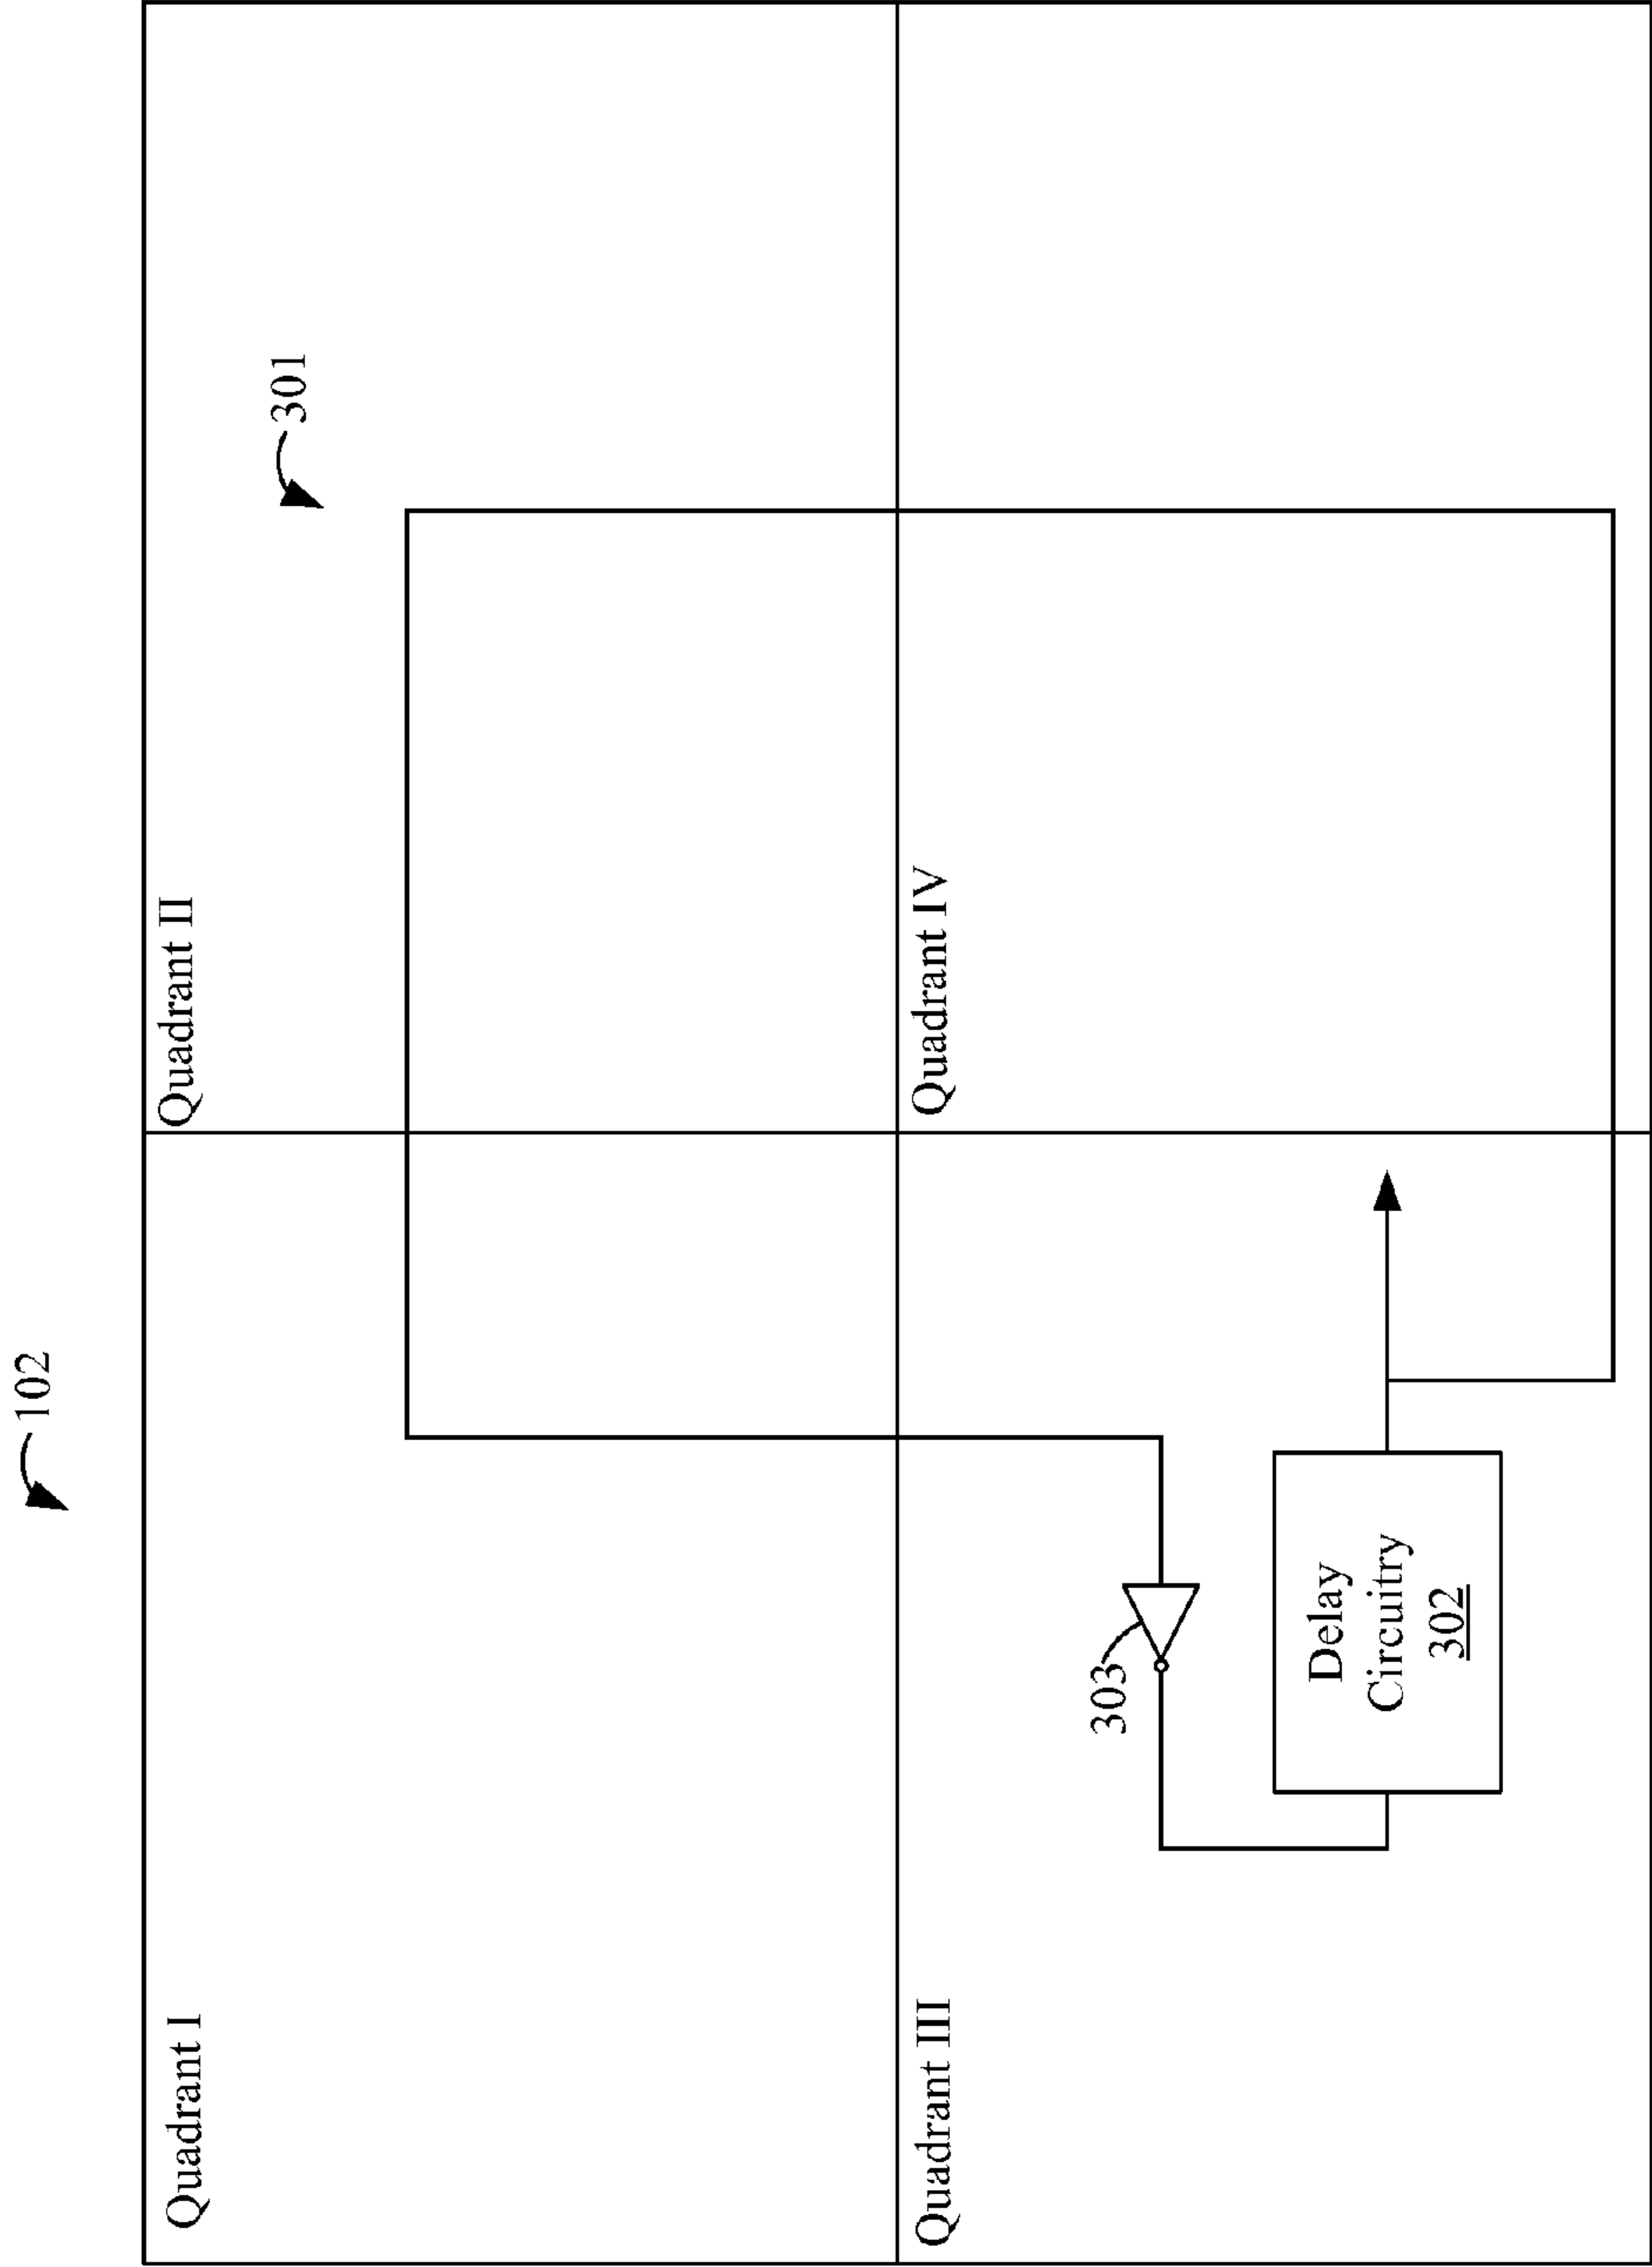 102
Quadrant I
Quadrant II
301
Quadrant III
Quadrant IV
303
Delay
Circuitry
302